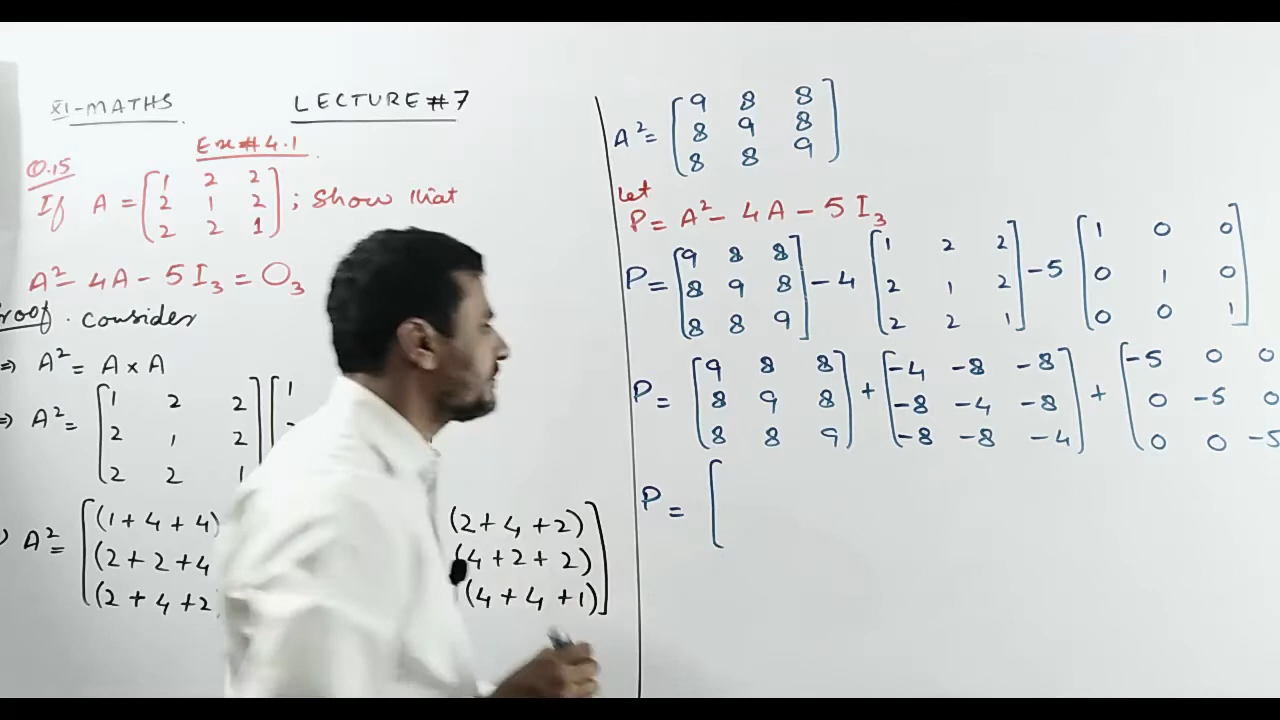 XI-MATHS
LECTURE#7
Ex#4.1
Q.15
If A = [1 2 2
2 1 2
2 2 1] ; Show that
A² - 4A - 5I₃ = O₃
roof. Consider
=> A² = A × A
=> A² = [1 2 2
2 1 2
2 2 1] [1
A² = [(1+4+4) (2+4+2)
(2+2+4 (4+2+2)
(2+4+2 (4+4+1)]
A² = [9 8 8
8 9 8
8 8 9]
let
P = A² - 4A - 5I₃
P = [9 8 8
8 9 8
8 8 9] - 4 [1 2 2
2 1 2
2 2 1] - 5 [1 0 0
0 1 0
0 0 1]
P = [9 8 8
8 9 8
8 8 9] + [-4 -8 -8
-8 -4 -8
-8 -8 -4] + [-5 0 0
0 -5 0
0 0 -5
P = [